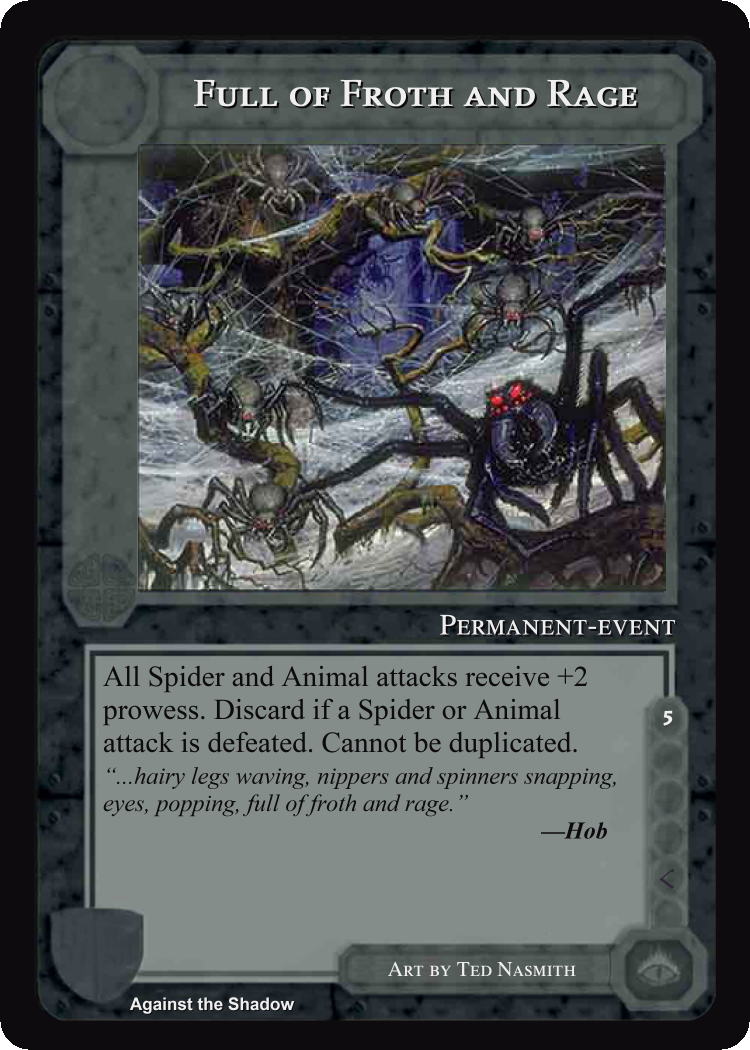 Full of Froth and Rage
Permanent-event
All Spider and Animal attacks receive +2
prowess. Discard if a Spider or Animal
attack is defeated. Cannot be duplicated.
“...hairy legs waving, nippers and spinners snapping,
eyes, popping, full of froth and rage.”
—Hob
5
<
Art by Ted Nasmith
Against the Shadow